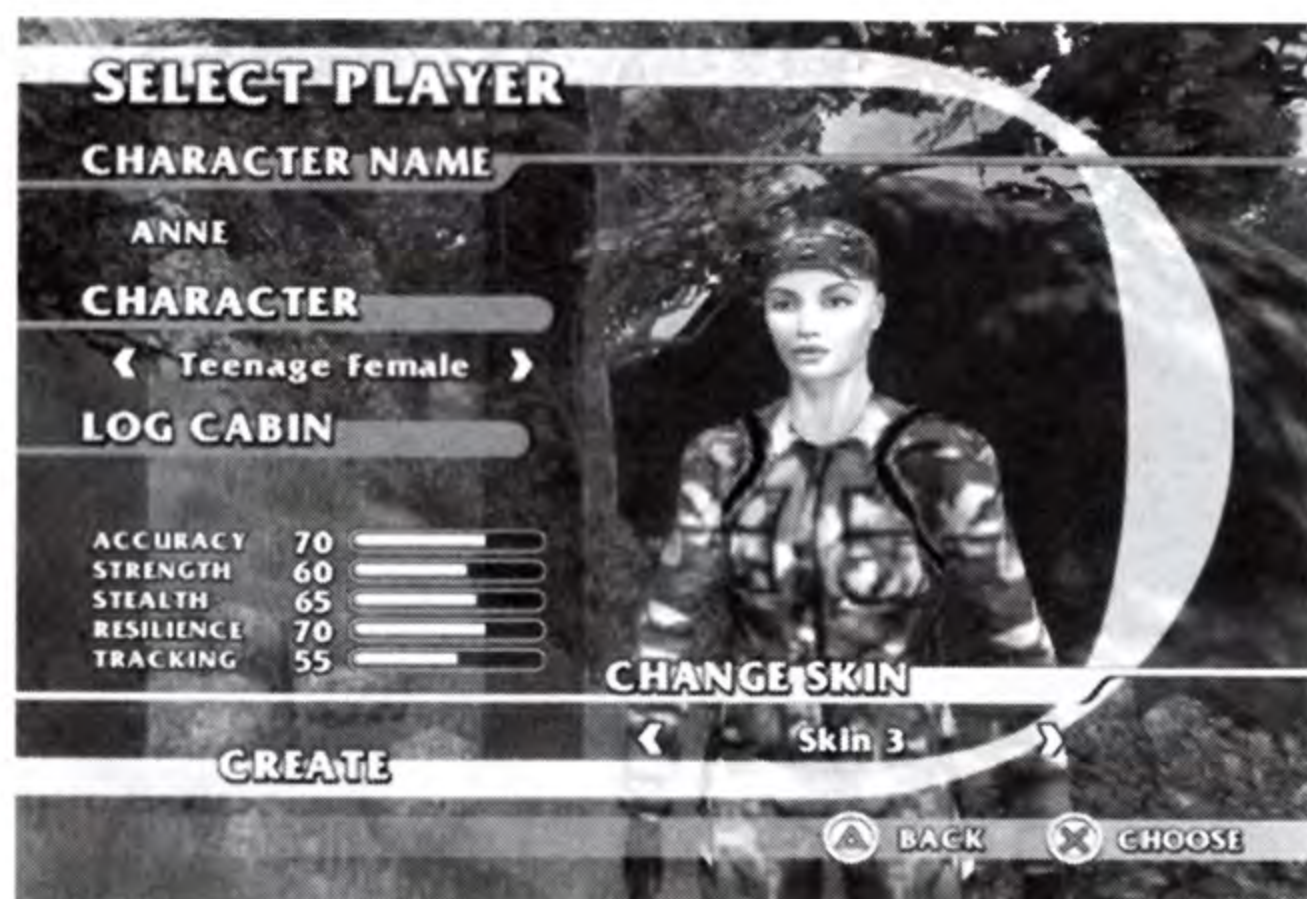 SELECT PLAYER
CHARACTER NAME
ANNE
CHARACTER
Teenage Female
LOG CABIN
ACCURACY 70
STRENGTH 60
STEALTH 65
RESILIENCE 70
TRACKING 55
CHANGE SKIN
Skin 3
CREATE
BACK
CHOOSE